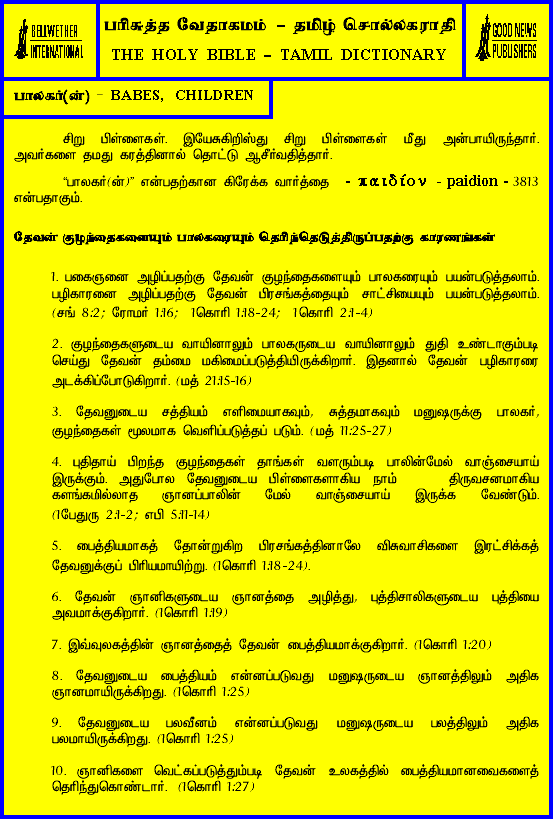 BELLWETHER
INTERNATIONAL
பரிசுத்த வேதாகமம் – தமிழ் சொல்லகராதி
THE HOLY BIBLE – TAMIL DICTIONARY
GOOD NEWS
PUBLISHERS
பாலகர்(ன்) – BABES, CHILDREN
சிறு பிள்ளைகள். இயேசுகிறிஸ்து சிறு பிள்ளைகள் மீது அன்பாயிருந்தார்.
அவர்களை தமது கரத்தினால் தொட்டு ஆசீர்வதித்தார்.
“பாலகர்(ன்)” என்பதற்கான கிரேக்க வார்த்தை - παιδίον - paidion - 3813
என்பதாகும்.
தேவன் குழந்தைகளையும் பாலகரையும் தெரிந்தெடுத்திருப்பதற்கு காரணங்கள்
1. பகைஞனை அழிப்பதற்கு தேவன் குழந்தைகளையும் பாலகரையும் பயன்படுத்தலாம்.
பழிகாரனை அழிப்பதற்கு தேவன் பிரசங்கத்தையும் சாட்சியையும் பயன்படுத்தலாம்.
(சங் 8:2; ரோமர் 1:16; 1கொரி 1:18-24; 1கொரி 2:1-4)
2. குழந்தைகளுடைய வாயினாலும் பாலகருடைய வாயினாலும் துதி உண்டாகும்படி
செய்து தேவன் தம்மை மகிமைப்படுத்தியிருக்கிறார். இதனால் தேவன் பழிகாரரை
அடக்கிப்போடுகிறார். (மத் 21:15-16)
3. தேவனுடைய சத்தியம் எளிமையாகவும், சுத்தமாகவும் மனுஷருக்கு பாலகர்,
குழந்தைகள் மூலமாக வெளிப்படுத்தப் படும். (மத் 11:25-27)
4. புதிதாய் பிறந்த குழந்தைகள் தாங்கள் வளரும்படி பாலின்மேல் வாஞ்சையாய்
இருக்கும். அதுபோல தேவனுடைய பிள்ளைகளாகிய நாம் திருவசனமாகிய
களங்கமில்லாத ஞானப்பாலின் மேல் வாஞ்சையாய் இருக்க வேண்டும்.
(1பேதுரு 2:1-2; எபி 5:11-14)
5. பைத்தியமாகத் தோன்றுகிற பிரசங்கத்தினாலே விசுவாசிகளை இரட்சிக்கத்
தேவனுக்குப் பிரியமாயிற்று. (1கொரி 1:18-24).
6. தேவன் ஞானிகளுடைய ஞானத்தை அழித்து, புத்திசாலிகளுடைய புத்தியை
அவமாக்குகிறார். (1கொரி 1:19)
7. இவ்வுலகத்தின் ஞானத்தைத் தேவன் பைத்தியமாக்குகிறார். (1கொரி 1:20)
8. தேவனுடைய பைத்தியம் என்னப்படுவது மனுஷருடைய ஞானத்திலும் அதிக
ஞானமாயிருக்கிறது. (1கொரி 1:25)
9. தேவனுடைய பலவீனம் என்னப்படுவது மனுஷருடைய பலத்திலும் அதிக
பலமாயிருக்கிறது. (1கொரி 1:25)
10. ஞானிகளை வெட்கப்படுத்தும்படி தேவன் உலகத்தில் பைத்தியமானவைகளைத்
தெரிந்துகொண்டார். (1கொரி 1:27)